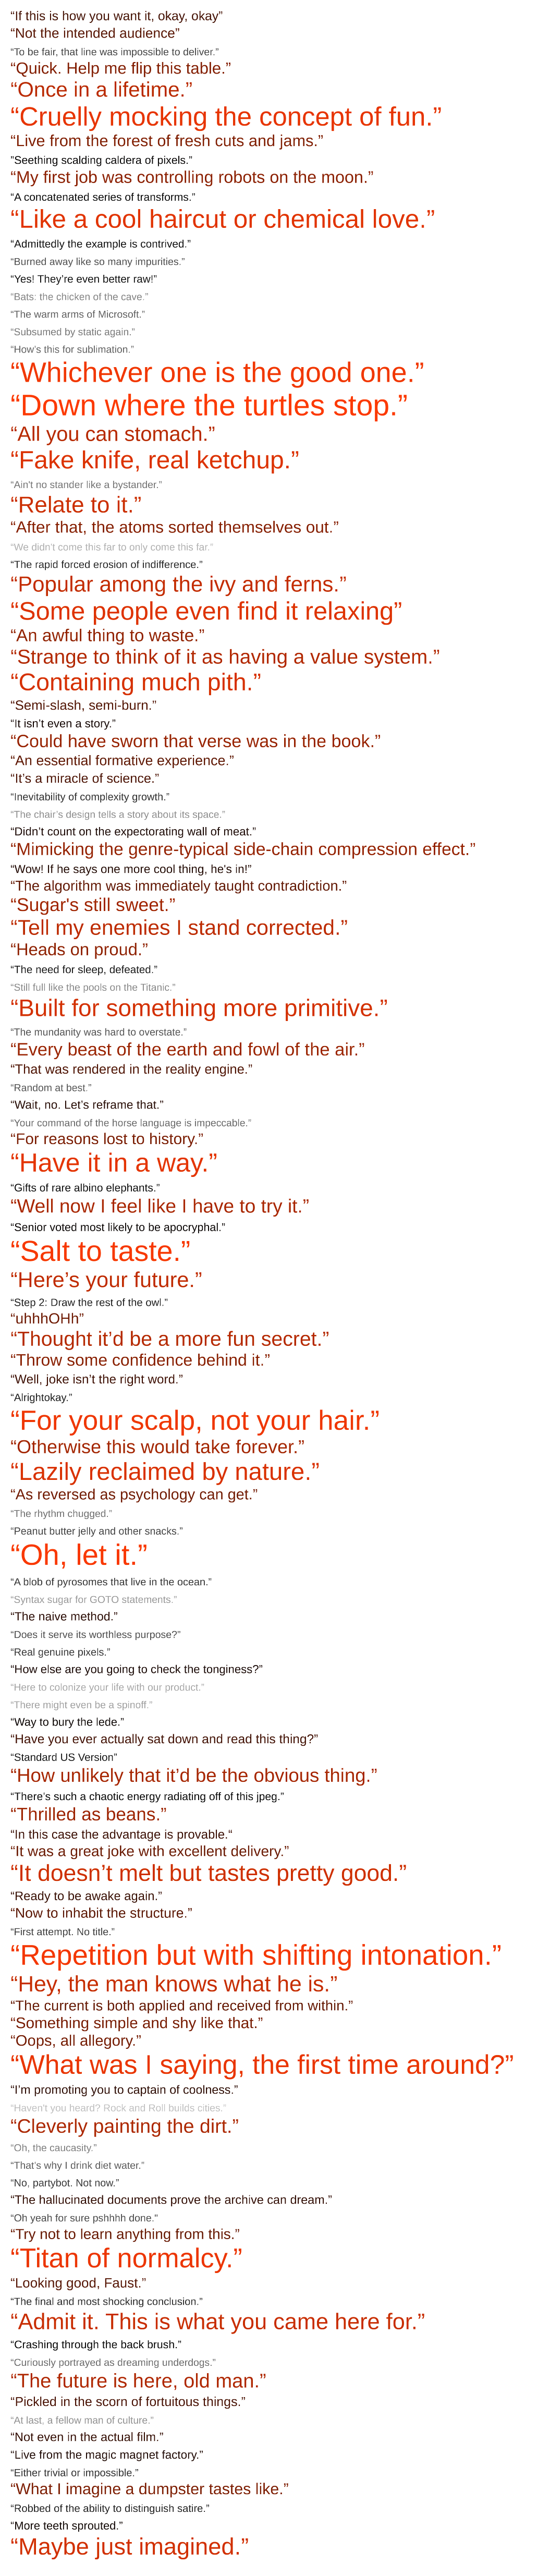 “If this is how you want it, okay, okay”
“Not the intended audience”
“To be fair, that line was impossible to deliver.”
“Quick. Help me flip this table.”
“Once in a lifetime.”
“Cruelly mocking the concept of fun.”
“Live from the forest of fresh cuts and jams.”
”Seething scalding caldera of pixels.”
“My first job was controlling robots on the moon.”
“A concatenated series of transforms.”
“Like a cool haircut or chemical love.”
“Admittedly the example is contrived.”
“Burned away like so many impurities.”
“Yes! They’re even better raw!”
“Bats: the chicken of the cave.”
“The warm arms of Microsoft.”
“Subsumed by static again.”
“How’s this for sublimation.”
“Whichever one is the good one.”
“Down where the turtles stop.”
“All you can stomach.”
“Fake knife, real ketchup.”
“Ain't no stander like a bystander.”
“Relate to it.”
“After that, the atoms sorted themselves out.”
“We didn’t come this far to only come this far.”
“The rapid forced erosion of indifference.”
“Popular among the ivy and ferns.”
“Some people even find it relaxing”
“An awful thing to waste.”
“Strange to think of it as having a value system.”
“Containing much pith.”
“Semi-slash, semi-burn.”
“It isn’t even a story.”
“Could have sworn that verse was in the book.”
“An essential formative experience.”
“It’s a miracle of science.”
“Inevitability of complexity growth.”
“The chair’s design tells a story about its space.”
“Didn’t count on the expectorating wall of meat.”
“Mimicking the genre-typical side-chain compression effect.”
“Wow! If he says one more cool thing, he’s in!”
“The algorithm was immediately taught contradiction.”
“Sugar's still sweet.”
“Tell my enemies I stand corrected.”
“Heads on proud.”
“The need for sleep, defeated.”
“Still full like the pools on the Titanic.”
“Built for something more primitive.”
“The mundanity was hard to overstate.”
“Every beast of the earth and fowl of the air.”
“That was rendered in the reality engine.”
“Random at best.”
“Wait, no. Let’s reframe that.”
“Your command of the horse language is impeccable.”
“For reasons lost to history.”
“Have it in a way.”
“Gifts of rare albino elephants.”
“Well now I feel like I have to try it.”
“Senior voted most likely to be apocryphal.”
“Salt to taste.”
“Here’s your future.”
“Step 2: Draw the rest of the owl.”
“uhhhOHh”
“Thought it’d be a more fun secret.”
“Throw some confidence behind it.”
“Well, joke isn’t the right word.”
“Alrightokay.”
“For your scalp, not your hair.”
“Otherwise this would take forever.”
“Lazily reclaimed by nature.”
“As reversed as psychology can get.”
“The rhythm chugged.”
“Peanut butter jelly and other snacks.”
“Oh, let it.”
“A blob of pyrosomes that live in the ocean.”
“Syntax sugar for GOTO statements.”
“The naive method.”
“Does it serve its worthless purpose?”
“Real genuine pixels.”
“How else are you going to check the tonginess?”
“Here to colonize your life with our product.”
“There might even be a spinoff.”
“Way to bury the lede.”
“Have you ever actually sat down and read this thing?”
“Standard US Version”
“How unlikely that it’d be the obvious thing.”
“There’s such a chaotic energy radiating off of this jpeg.”
“Thrilled as beans.”
“In this case the advantage is provable.“
“It was a great joke with excellent delivery.”
“It doesn’t melt but tastes pretty good.”
“Ready to be awake again.”
“Now to inhabit the structure.”
“First attempt. No title.”
“Repetition but with shifting intonation.”
“Hey, the man knows what he is.”
“The current is both applied and received from within.”
“Something simple and shy like that.”
“Oops, all allegory.”
“What was I saying, the first time around?”
“I’m promoting you to captain of coolness.”
“Haven't you heard? Rock and Roll builds cities.”
“Cleverly painting the dirt.”
“Oh, the caucasity.”
“That’s why I drink diet water.”
“No, partybot. Not now.”
“The hallucinated documents prove the archive can dream.”
“Oh yeah for sure pshhhh done.”
“Try not to learn anything from this.”
“Titan of normalcy.”
“Looking good, Faust.”
“The final and most shocking conclusion.”
“Admit it. This is what you came here for.”
“Crashing through the back brush.”
“Curiously portrayed as dreaming underdogs.”
“The future is here, old man.”
“Pickled in the scorn of fortuitous things.”
“At last, a fellow man of culture.”
“Not even in the actual film.”
“Live from the magic magnet factory.”
“Either trivial or impossible.”
“What I imagine a dumpster tastes like.”
“Robbed of the ability to distinguish satire.”
“More teeth sprouted.”
“Maybe just imagined.”